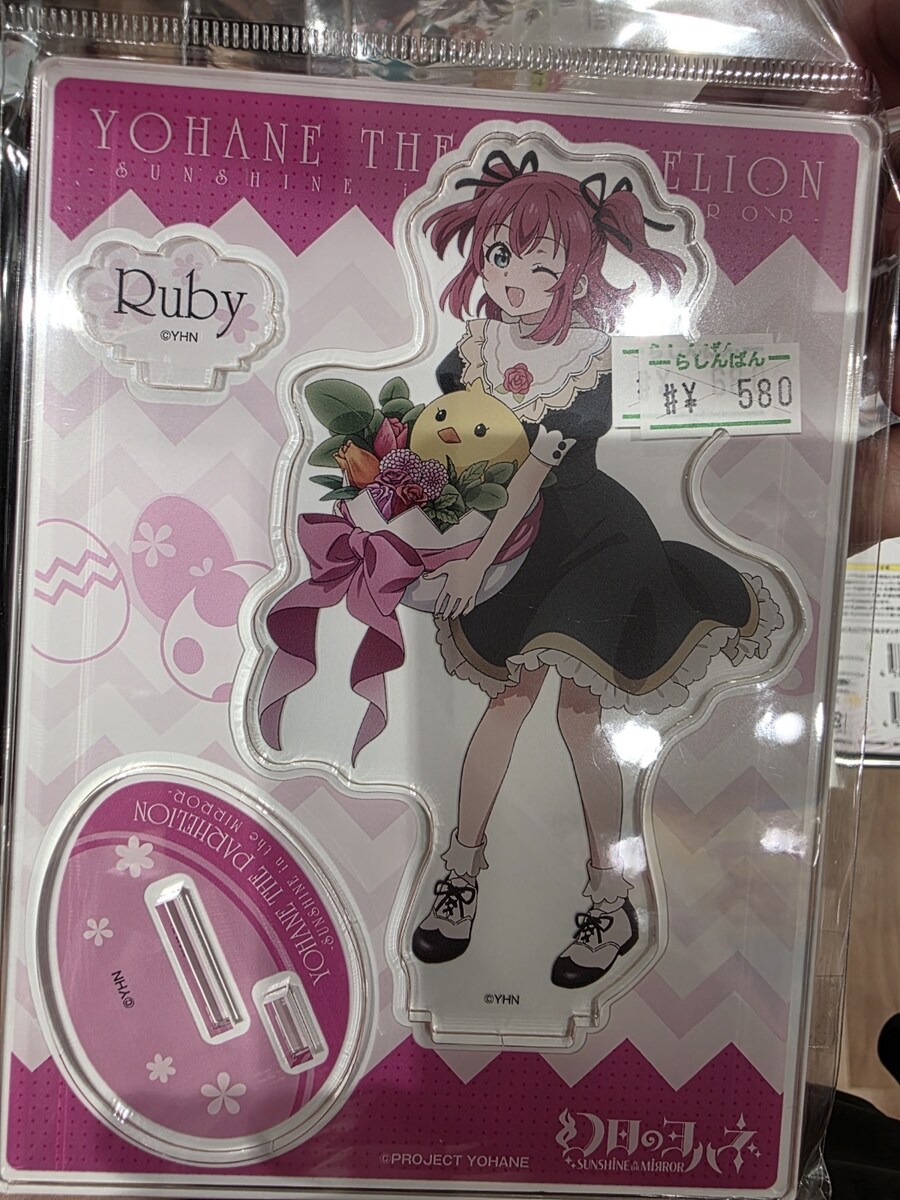 YOHANE THE
ELION
SUNSHINE i
ROR
Ruby
©YHN
らしんばん
#¥ 580
YOHANE THE PARHELION
-SUNSHINE in the MIRROR-
©YHN
©YHN
幻日のヨハネ
SUNSHINE in the MIRROR
©PROJECT YOHANE